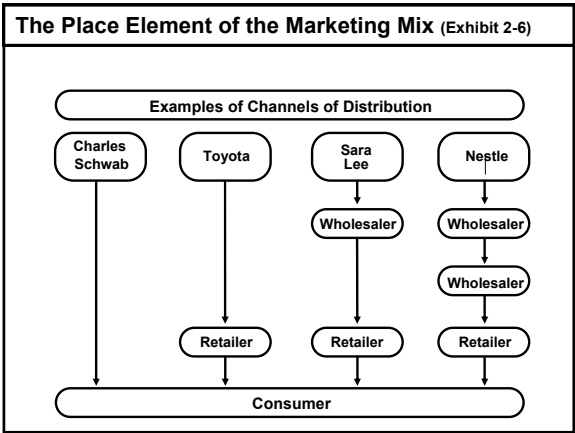 The Place Element of the Marketing Mix (Exhibit 2-6)
Examples of Channels of Distribution
Charles
Schwab
Toyota
Sara
Lee
Nestle
Wholesaler
Wholesaler
Wholesaler
Retailer
Retailer
Retailer
Consumer